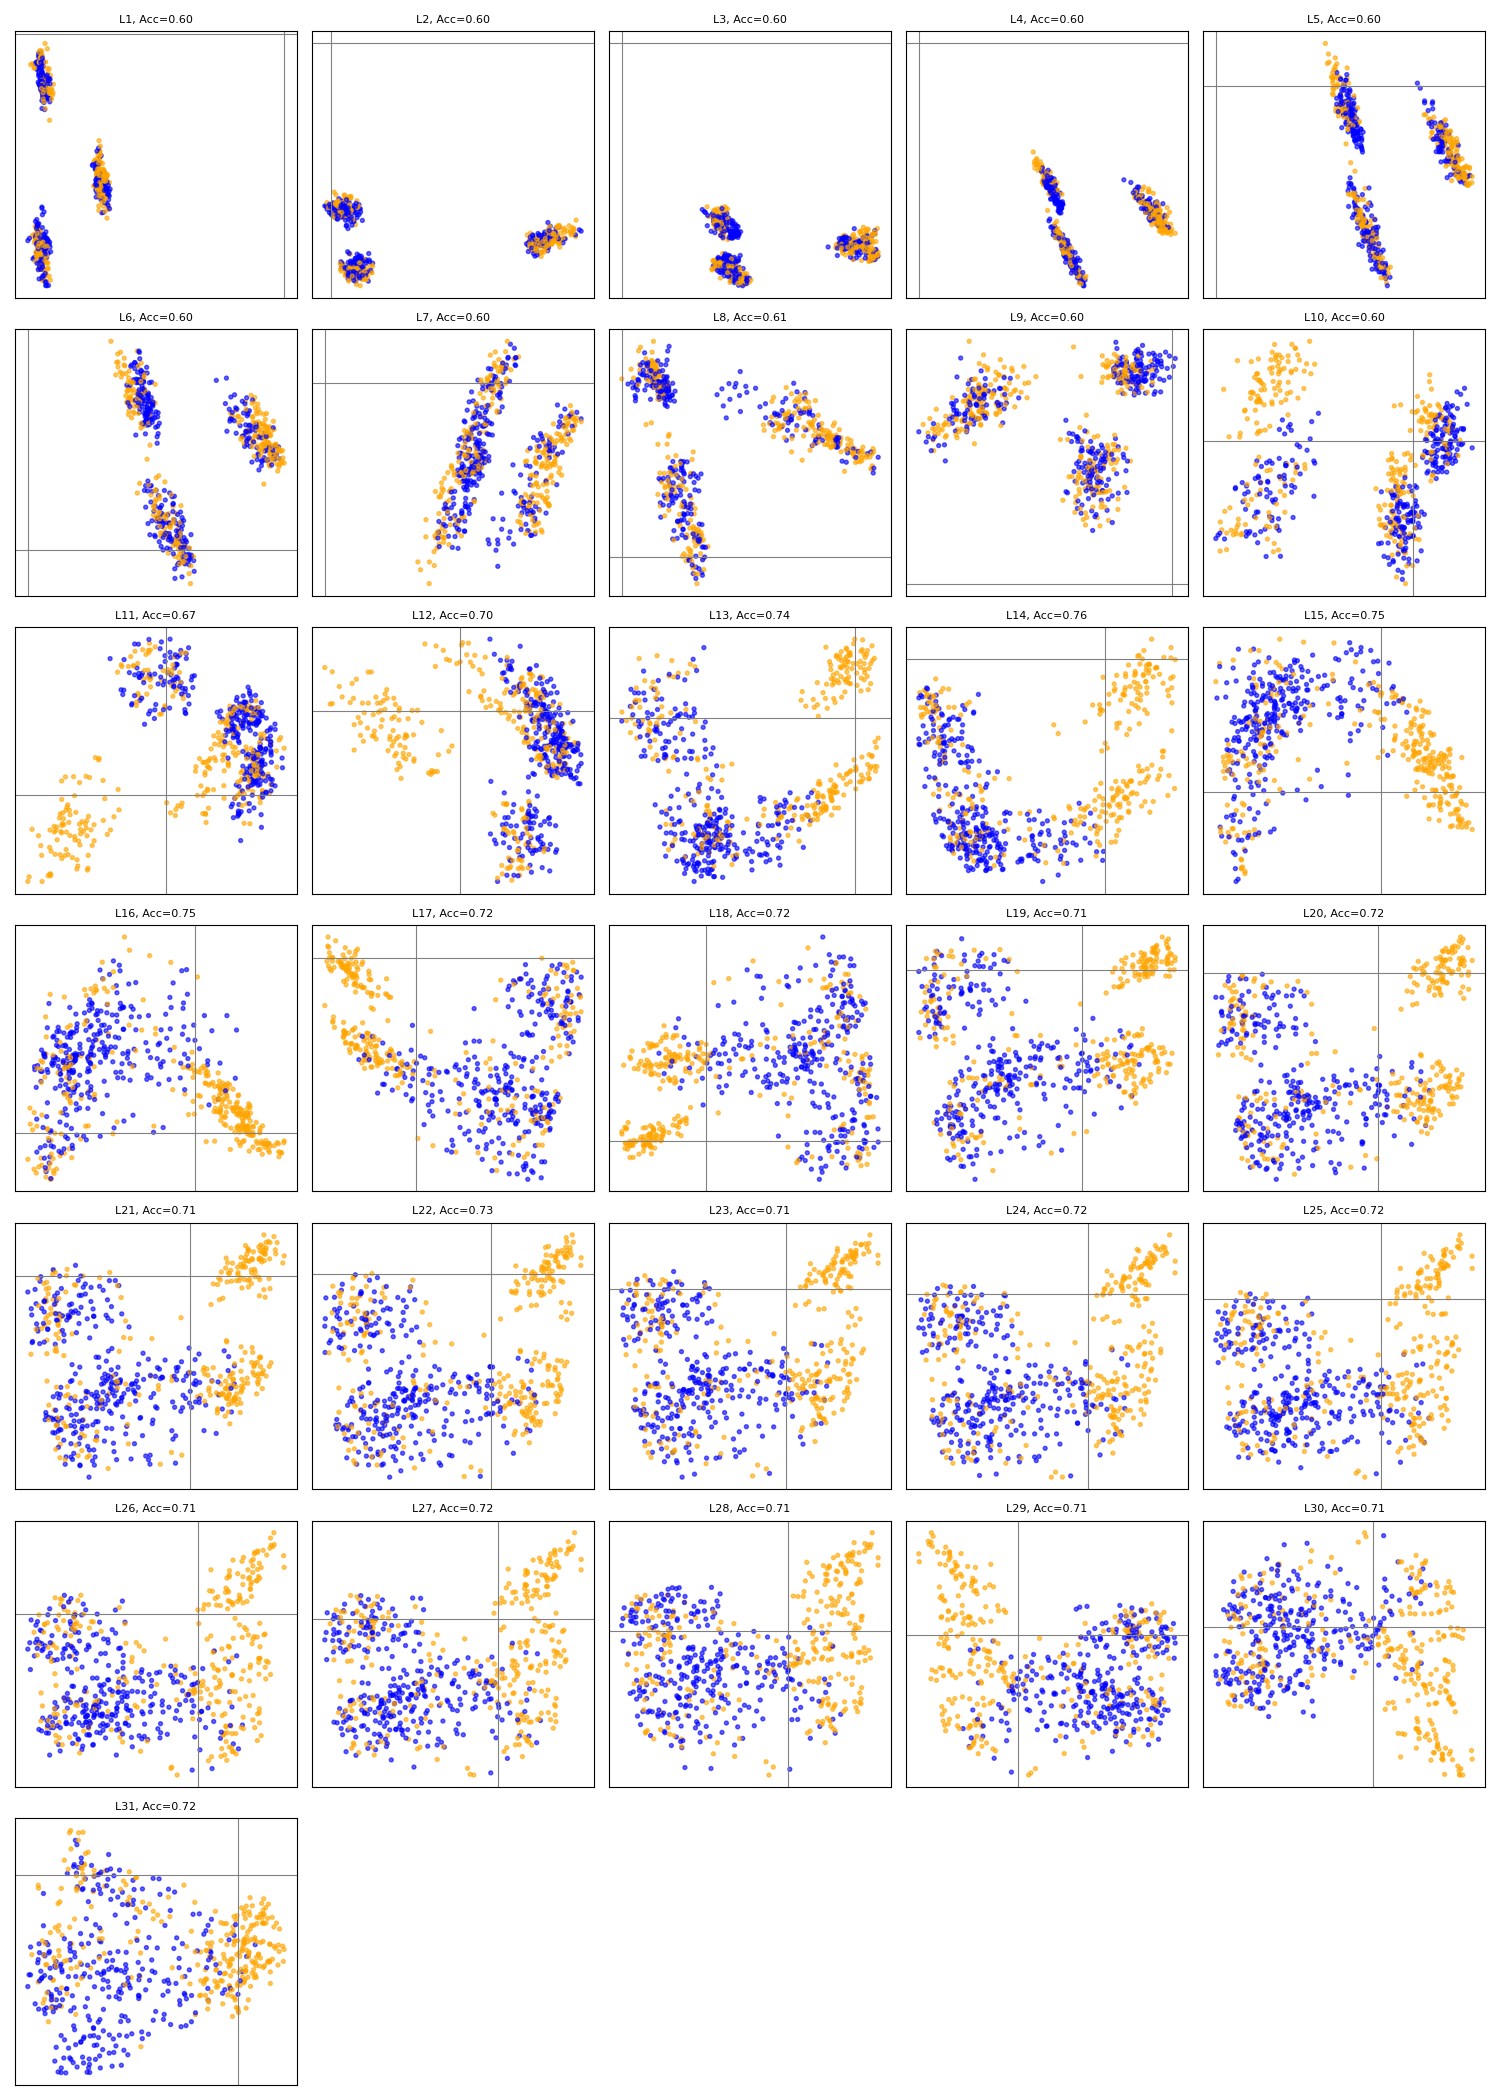 L1, Acc=0.60
L2, Acc=0.60
L3, Acc=0.60
L4, Acc=0.60
L5, Acc=0.60
L6, Acc=0.60
L7, Acc=0.60
L8, Acc=0.61
L9, Acc=0.60
L10, Acc=0.60
L11, Acc=0.67
L12, Acc=0.70
L13, Acc=0.74
L14, Acc=0.76
L15, Acc=0.75
L16, Acc=0.75
L17, Acc=0.72
L18, Acc=0.72
L19, Acc=0.71
L20, Acc=0.72
L21, Acc=0.71
L22, Acc=0.73
L23, Acc=0.71
L24, Acc=0.72
L25, Acc=0.72
L26, Acc=0.71
L27, Acc=0.72
L28, Acc=0.71
L29, Acc=0.71
L30, Acc=0.71
L31, Acc=0.72